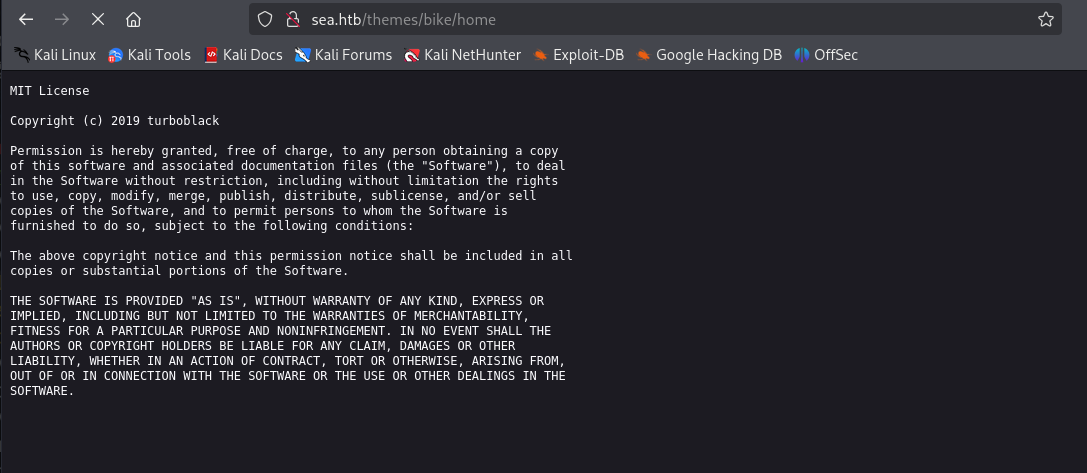 sea.htb/themes/bike/home
Kali Linux Kali Tools Kali Docs Kali Forums Kali NetHunter Exploit-DB Google Hacking DB OffSec
MIT License
Copyright (c) 2019 turboblack
Permission is hereby granted, free of charge, to any person obtaining a copy
of this software and associated documentation files (the "Software"), to deal
in the Software without restriction, including without limitation the rights
to use, copy, modify, merge, publish, distribute, sublicense, and/or sell
copies of the Software, and to permit persons to whom the Software is
furnished to do so, subject to the following conditions:
The above copyright notice and this permission notice shall be included in all
copies or substantial portions of the Software.
THE SOFTWARE IS PROVIDED "AS IS", WITHOUT WARRANTY OF ANY KIND, EXPRESS OR
IMPLIED, INCLUDING BUT NOT LIMITED TO THE WARRANTIES OF MERCHANTABILITY,
FITNESS FOR A PARTICULAR PURPOSE AND NONINFRINGEMENT. IN NO EVENT SHALL THE
AUTHORS OR COPYRIGHT HOLDERS BE LIABLE FOR ANY CLAIM, DAMAGES OR OTHER
LIABILITY, WHETHER IN AN ACTION OF CONTRACT, TORT OR OTHERWISE, ARISING FROM,
OUT OF OR IN CONNECTION WITH THE SOFTWARE OR THE USE OR OTHER DEALINGS IN THE
SOFTWARE.